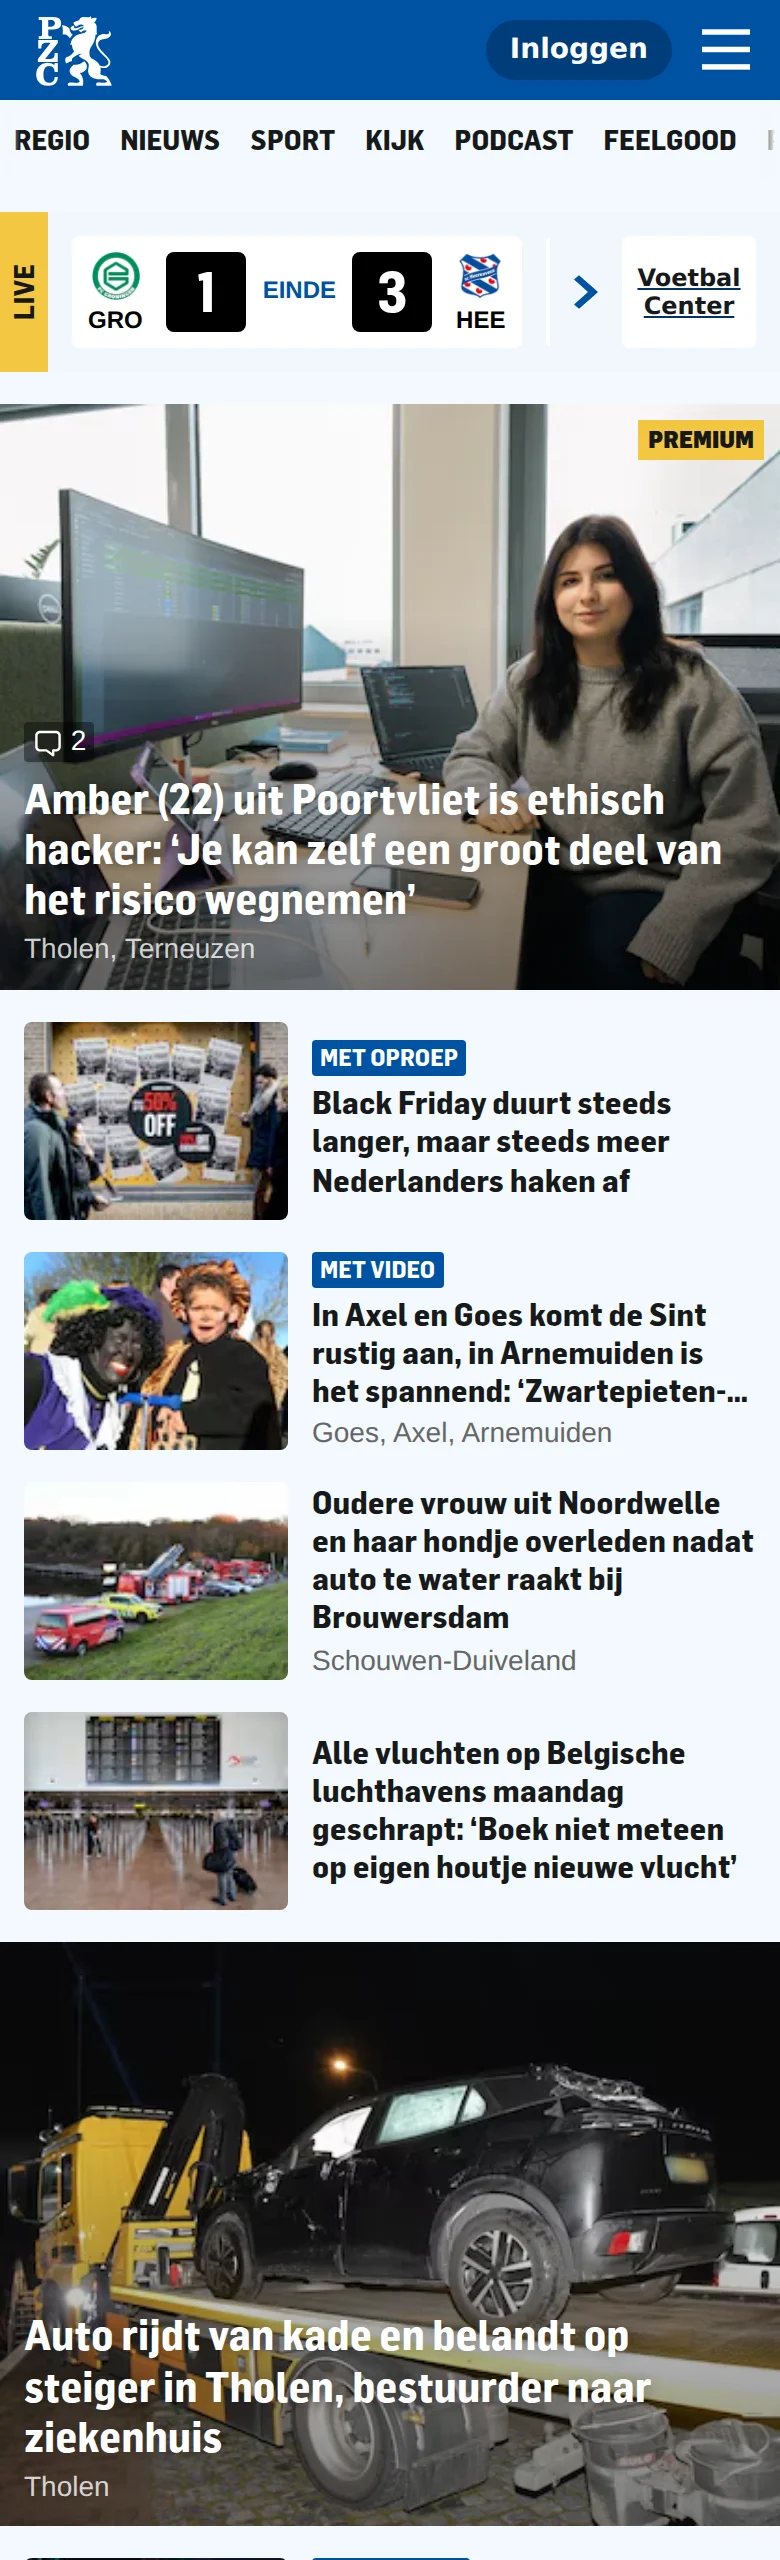 PZC
Inloggen
REGIO NIEUWS SPORT KIJK PODCAST FEELGOOD
LIVE
GRO 1 EINDE 3 HEE
Voetbal
Center
PREMIUM
2
Amber (22) uit Poortvliet is ethisch
hacker: ‘Je kan zelf een groot deel van
het risico wegnemen’
Tholen, Terneuzen
50%
OFF
MET OPROEP
Black Friday duurt steeds
langer, maar steeds meer
Nederlanders haken af
MET VIDEO
In Axel en Goes komt de Sint
rustig aan, in Arnemuiden is
het spannend: ‘Zwartepieten-...
Goes, Axel, Arnemuiden
Oudere vrouw uit Noordwelle
en haar hondje overleden nadat
auto te water raakt bij
Brouwersdam
Schouwen-Duiveland
Alle vluchten op Belgische
luchthavens maandag
geschrapt: ‘Boek niet meteen
op eigen houtje nieuwe vlucht’
Auto rijdt van kade en belandt op
steiger in Tholen, bestuurder naar
ziekenhuis
Tholen